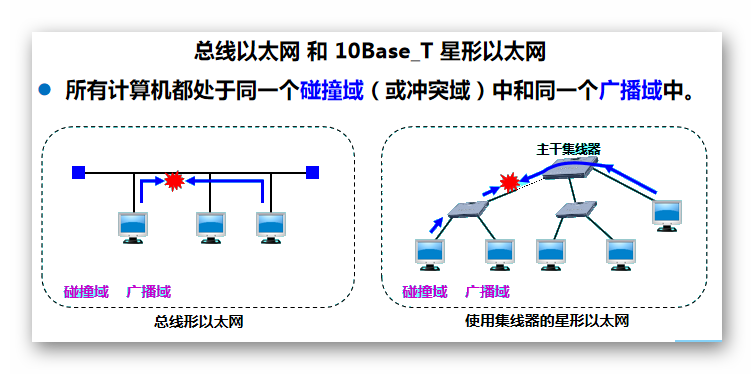 总线以太网 和 10Base_T 星形以太网
所有计算机都处于同一个碰撞域（或冲突域）中和同一个广播域中。
主干集线器
碰撞域 广播域
碰撞域 广播域
总线形以太网
使用集线器的星形以太网